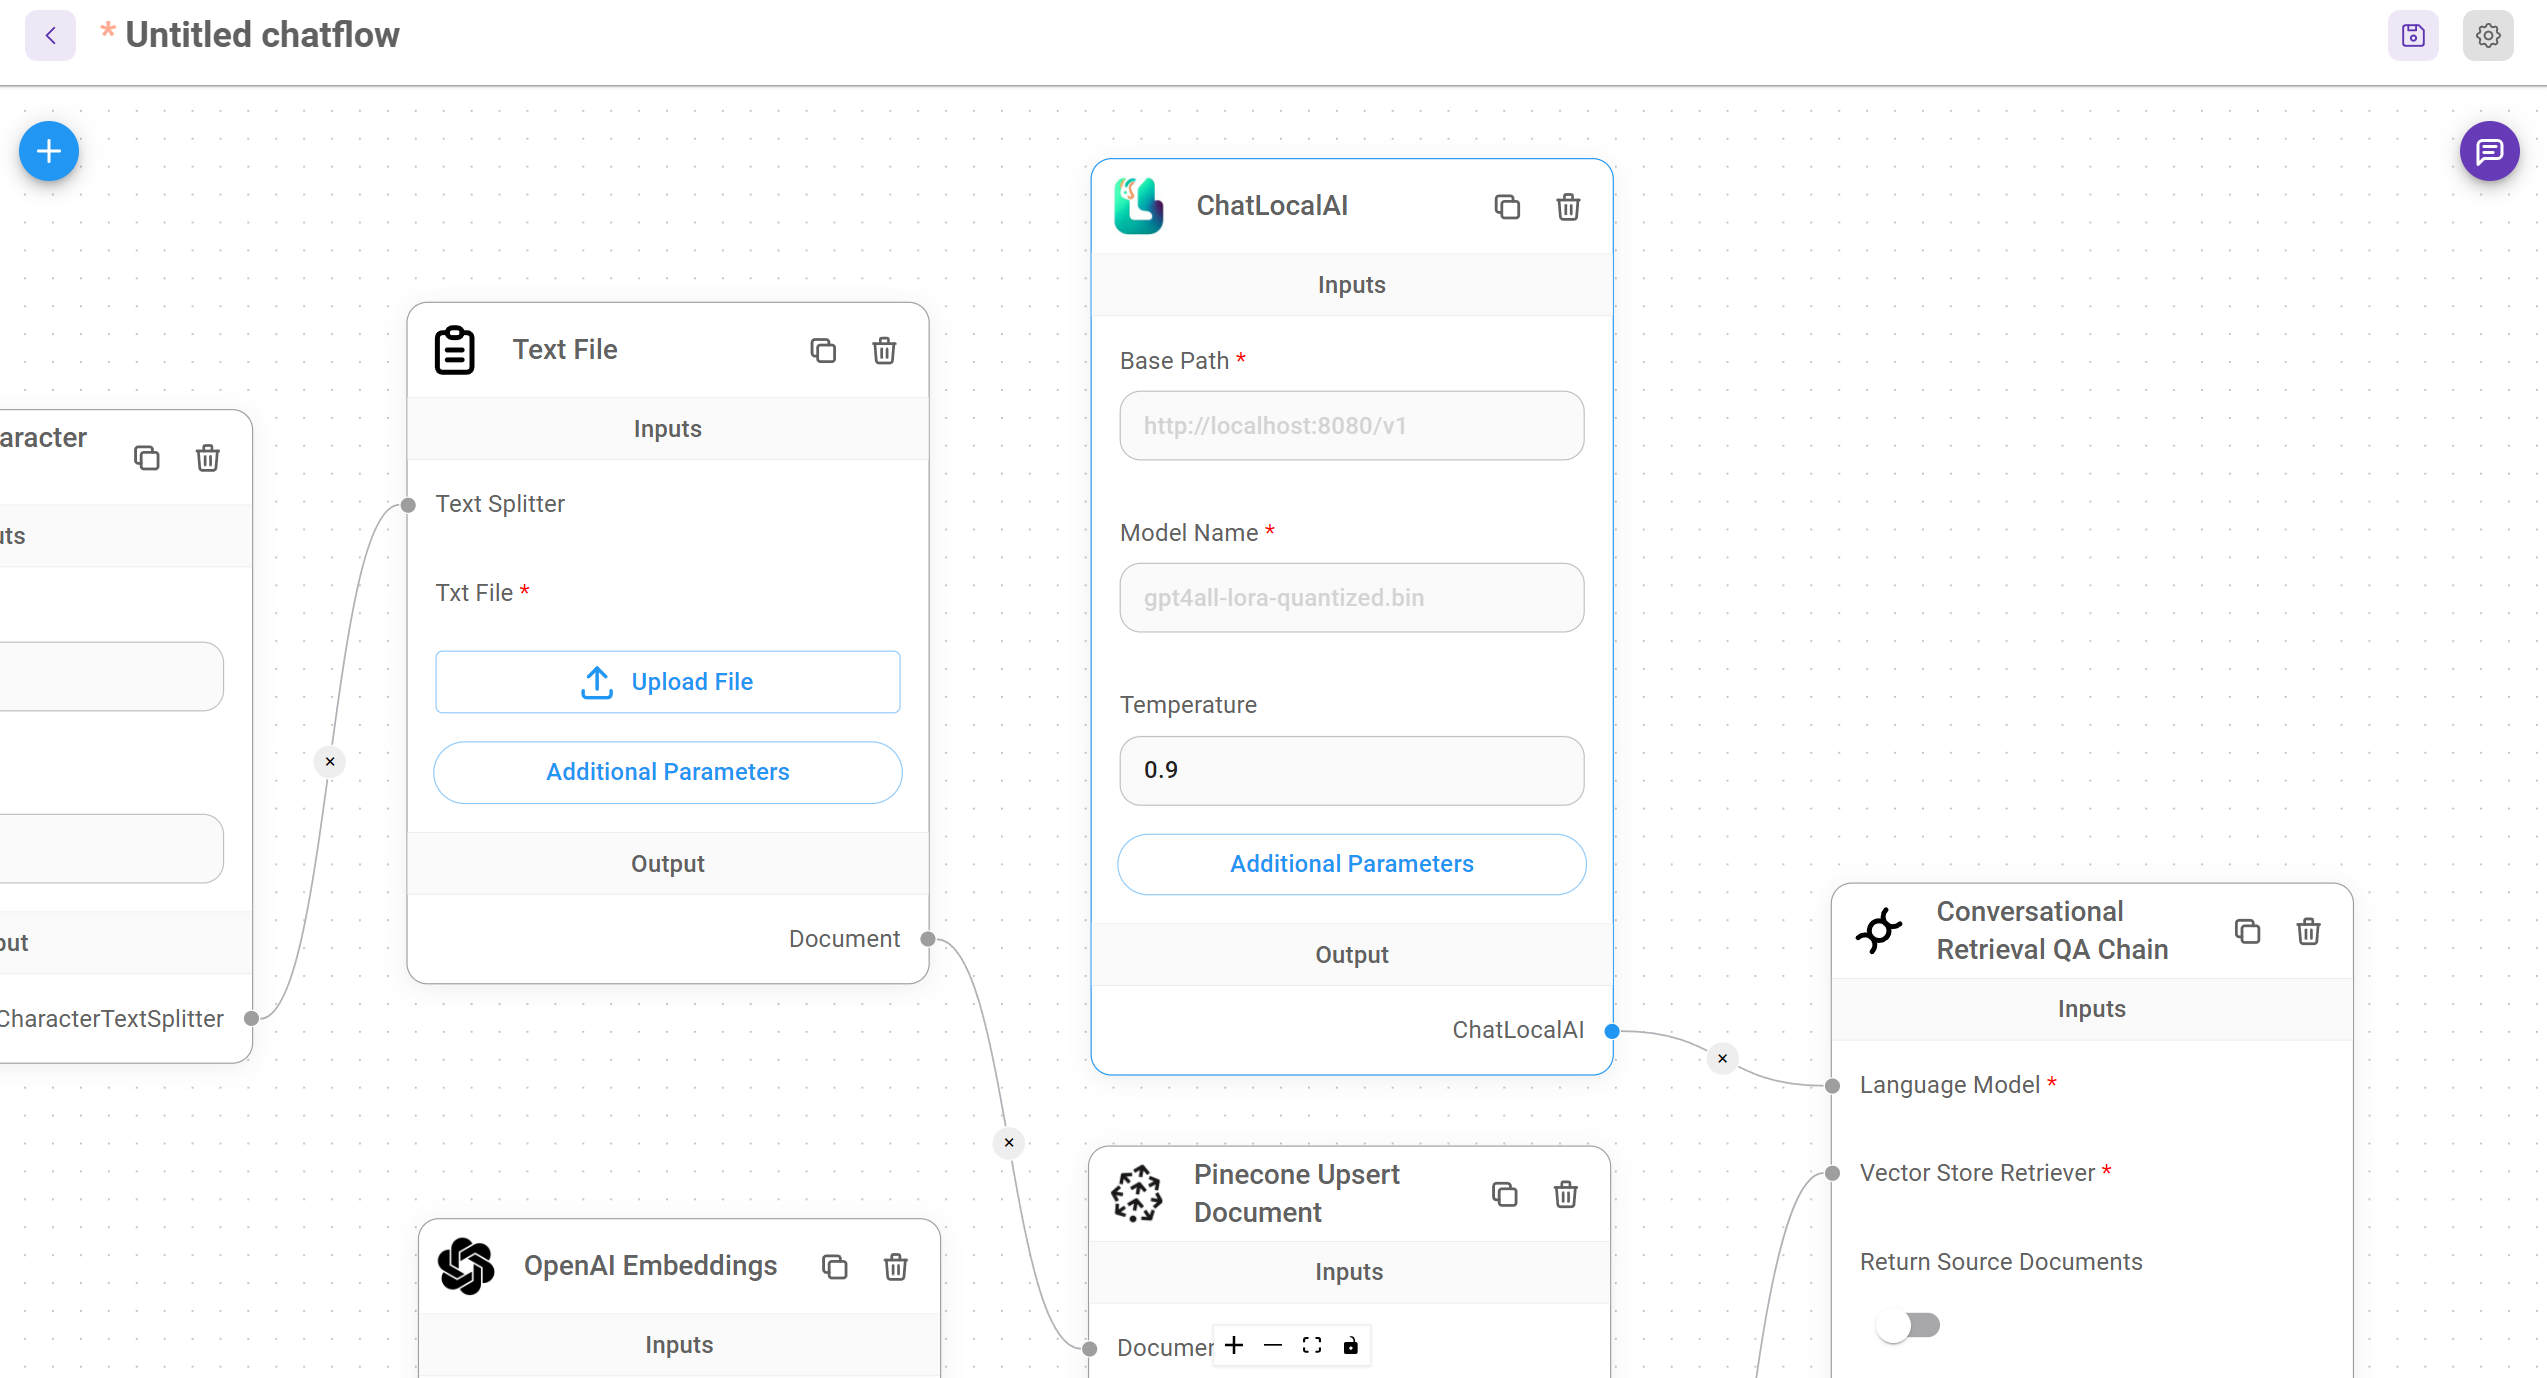 * Untitled chatflow
aracter
uts
put
CharacterTextSplitter
Text File
Inputs
Text Splitter
Txt File *
Upload File
Additional Parameters
Output
Document
OpenAI Embeddings
Inputs
ChatLocalAI
Inputs
Base Path *
http://localhost:8080/v1
Model Name *
gpt4all-lora-quantized.bin
Temperature
0.9
Additional Parameters
Output
ChatLocalAI
Pinecone Upsert
Document
Inputs
Documen
Conversational
Retrieval QA Chain
Inputs
Language Model *
Vector Store Retriever *
Return Source Documents